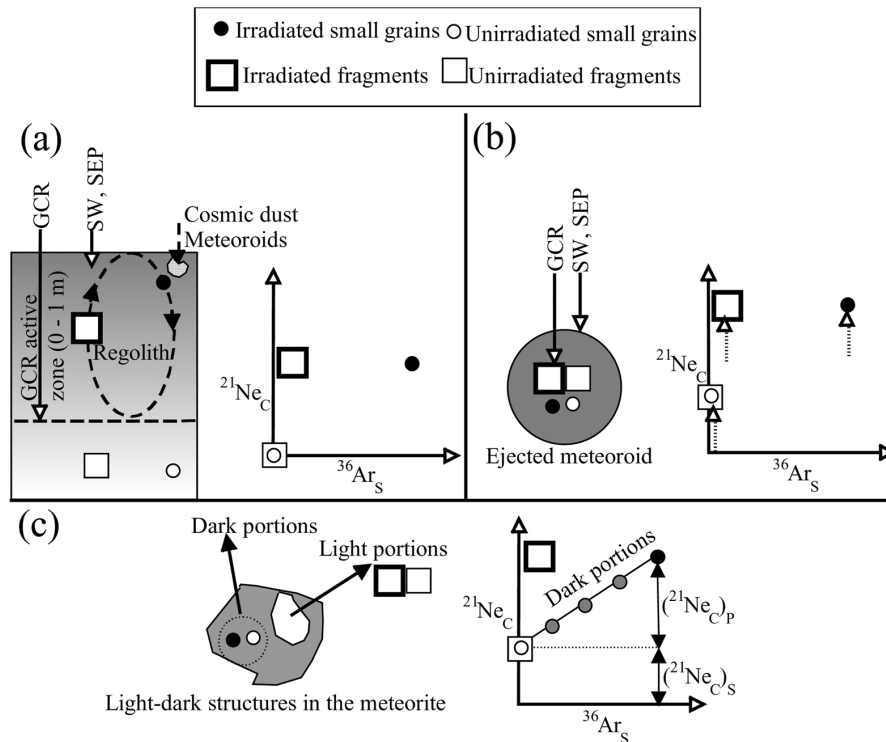 Irradiated small grains
Unirradiated small grains
Irradiated fragments
Unirradiated fragments
(a)
GCR
SW, SEP
Cosmic dust
Meteoroids
GCR active
zone (0 - 1 m)
Regolith
21NeC
36ArS
(b)
GCR
SW, SEP
Ejected meteoroid
21NeC
36ArS
(c)
Dark portions
Light portions
Light-dark structures in the meteorite
21NeC
Dark portions
(21NeC)P
(21NeC)S
36ArS